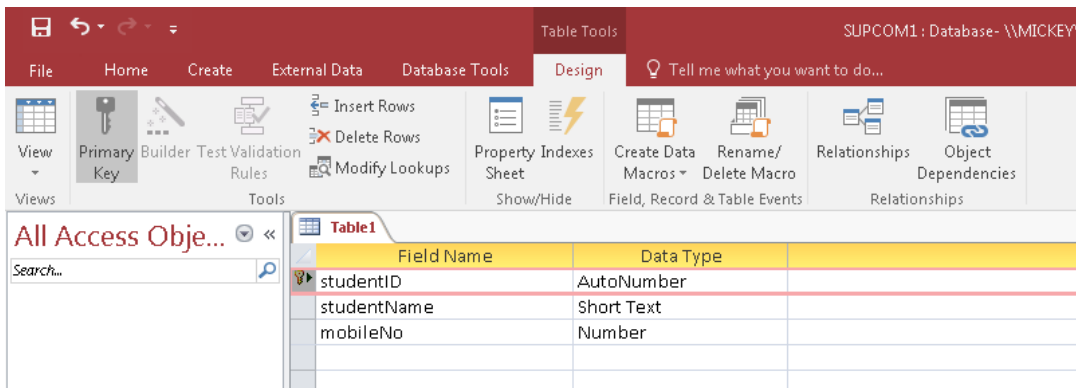 Table Tools
SUPCOM1 : Database- \\MICKEY
File Home Create External Data Database Tools Design Tell me what you want to do...
View
Primary Key
Builder
Test Validation Rules
Insert Rows
Delete Rows
Modify Lookups
Property Sheet
Indexes
Create Data Macros
Rename/ Delete Macro
Relationships
Object Dependencies
Views Tools Show/Hide Field, Record & Table Events Relationships
All Access Obje... «
Search...
Table1
Field Name Data Type
studentID AutoNumber
studentName Short Text
mobileNo Number